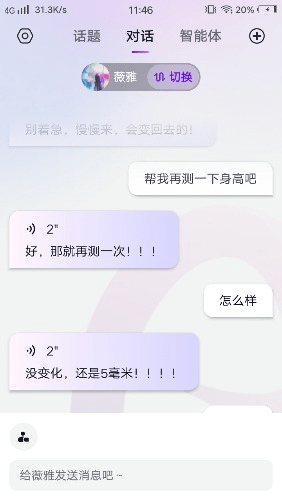 4G 31.3K/s 11:46 20%
话题 对话 智能体
薇雅 切换
别着急，慢慢来，会变回去的！
帮我再测一下身高吧
2"
好，那就再测一次！！！
怎么样
2"
没变化，还是5毫米！！！！
给薇雅发送消息吧 ~